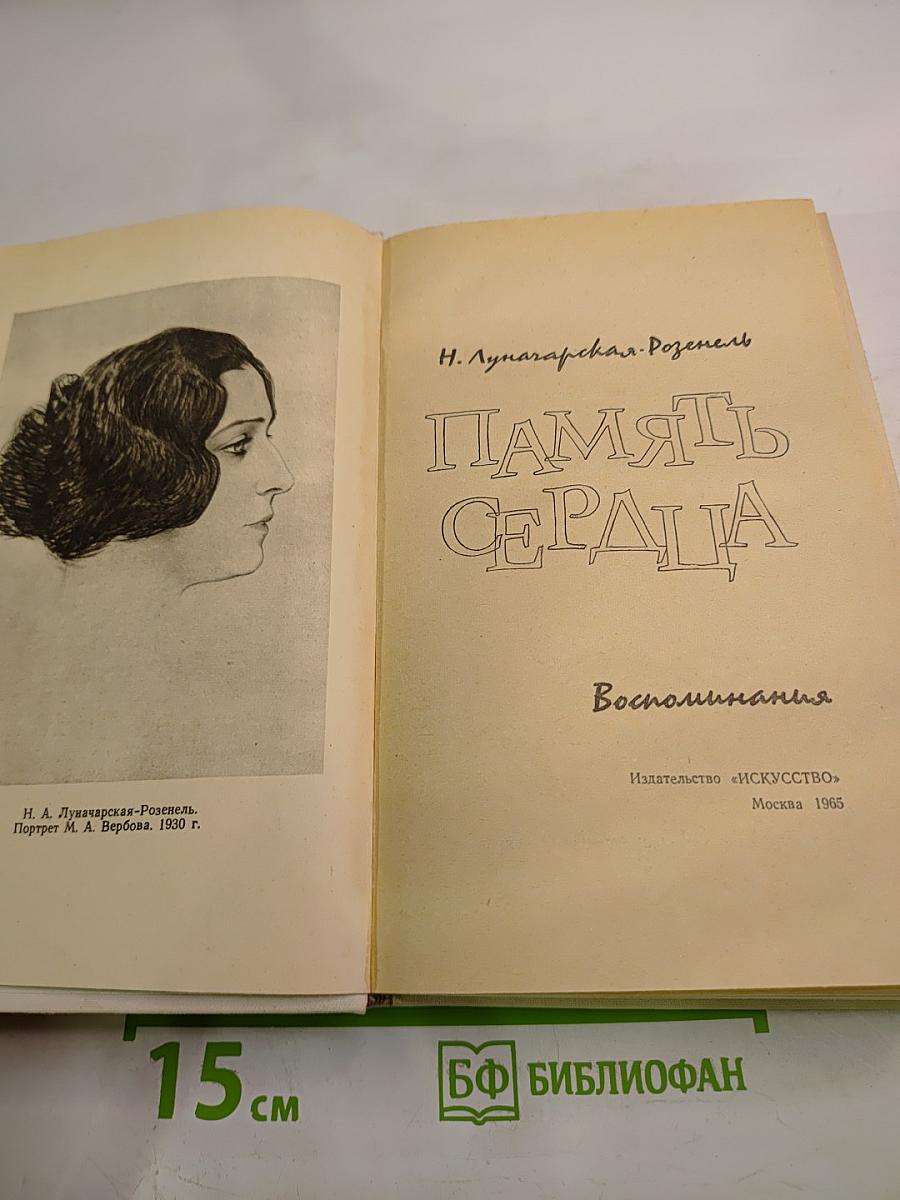 Н. А. Луначарская-Розенель.
Портрет М. А. Вербова. 1930 г.
Н. Луначарская-Розенель
ПАМЯТЬ
СЕРДЦА
Воспоминания
Издательство «ИСКУССТВО»
Москва 1965
15 см
БФ БИБЛИОФАН